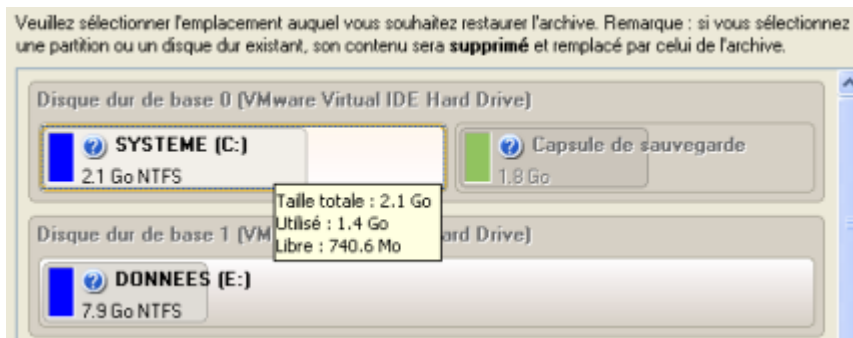 Veuillez sélectionner l'emplacement auquel vous souhaitez restaurer l'archive. Remarque : si vous sélectionnez
une partition ou un disque dur existant, son contenu sera supprimé et remplacé par celui de l'archive.
Disque dur de base 0 (VMware Virtual IDE Hard Drive)
SYSTEME (C:)
2.1 Go NTFS
Capsule de sauvegarde
1.8 Go
Taille totale : 2.1 Go
Utilisé : 1.4 Go
Libre : 740.6 Mo
Disque dur de base 1 (VM ard Drive)
DONNEES (E:)
7.9 Go NTFS